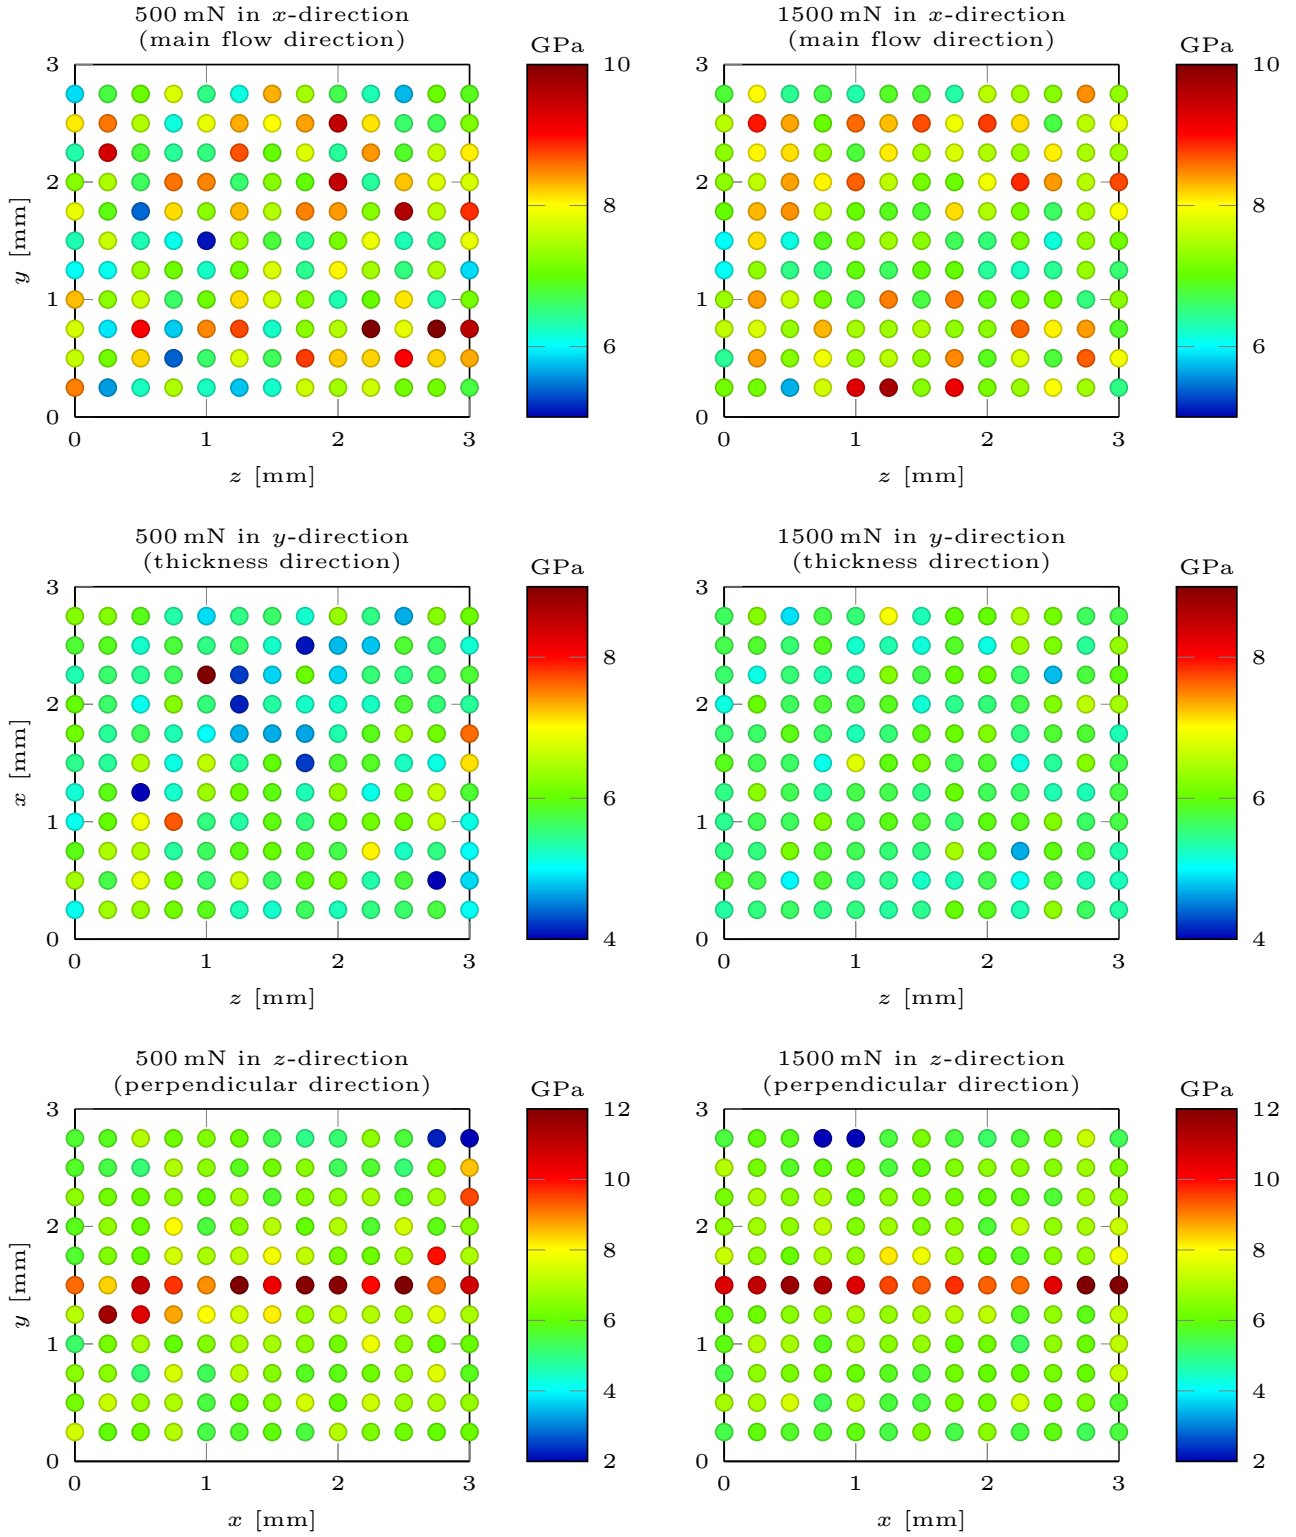 500 mN in x-direction
(main flow direction)
GPa
3
2
1
0
y [mm]
0 1 2 3
z [mm]
10
8
6
1500 mN in x-direction
(main flow direction)
GPa
3
2
1
0
0 1 2 3
z [mm]
10
8
6
500 mN in y-direction
(thickness direction)
GPa
3
2
1
0
x [mm]
0 1 2 3
z [mm]
8
6
4
1500 mN in y-direction
(thickness direction)
GPa
3
2
1
0
0 1 2 3
z [mm]
8
6
4
500 mN in z-direction
(perpendicular direction)
GPa
3
2
1
0
y [mm]
0 1 2 3
x [mm]
12
10
8
6
4
2
1500 mN in z-direction
(perpendicular direction)
GPa
3
2
1
0
0 1 2 3
x [mm]
12
10
8
6
4
2